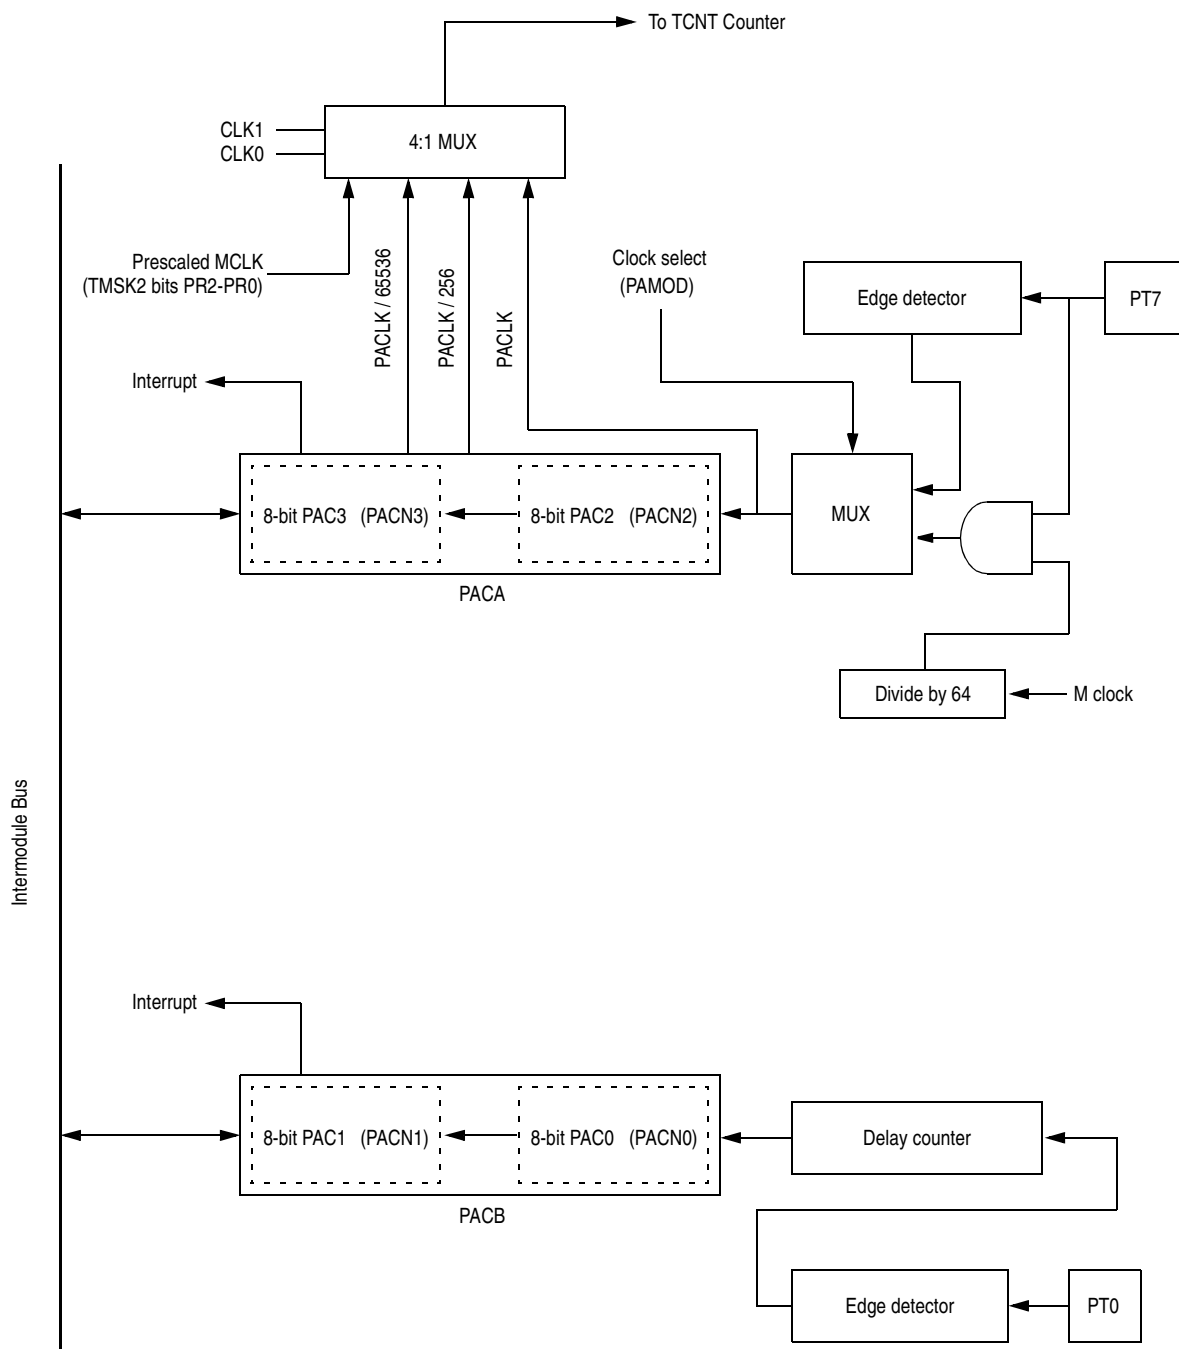 To TCNT Counter
CLK1
CLK0
4:1 MUX
Prescaled MCLK
(TMSK2 bits PR2-PR0)
PACLK / 65536
PACLK / 256
PACLK
Clock select
(PAMOD)
Edge detector
PT7
Interrupt
8-bit PAC3 (PACN3)
8-bit PAC2 (PACN2)
MUX
PACA
Divide by 64
M clock
Intermodule Bus
Interrupt
8-bit PAC1 (PACN1)
8-bit PAC0 (PACN0)
Delay counter
PACB
Edge detector
PT0